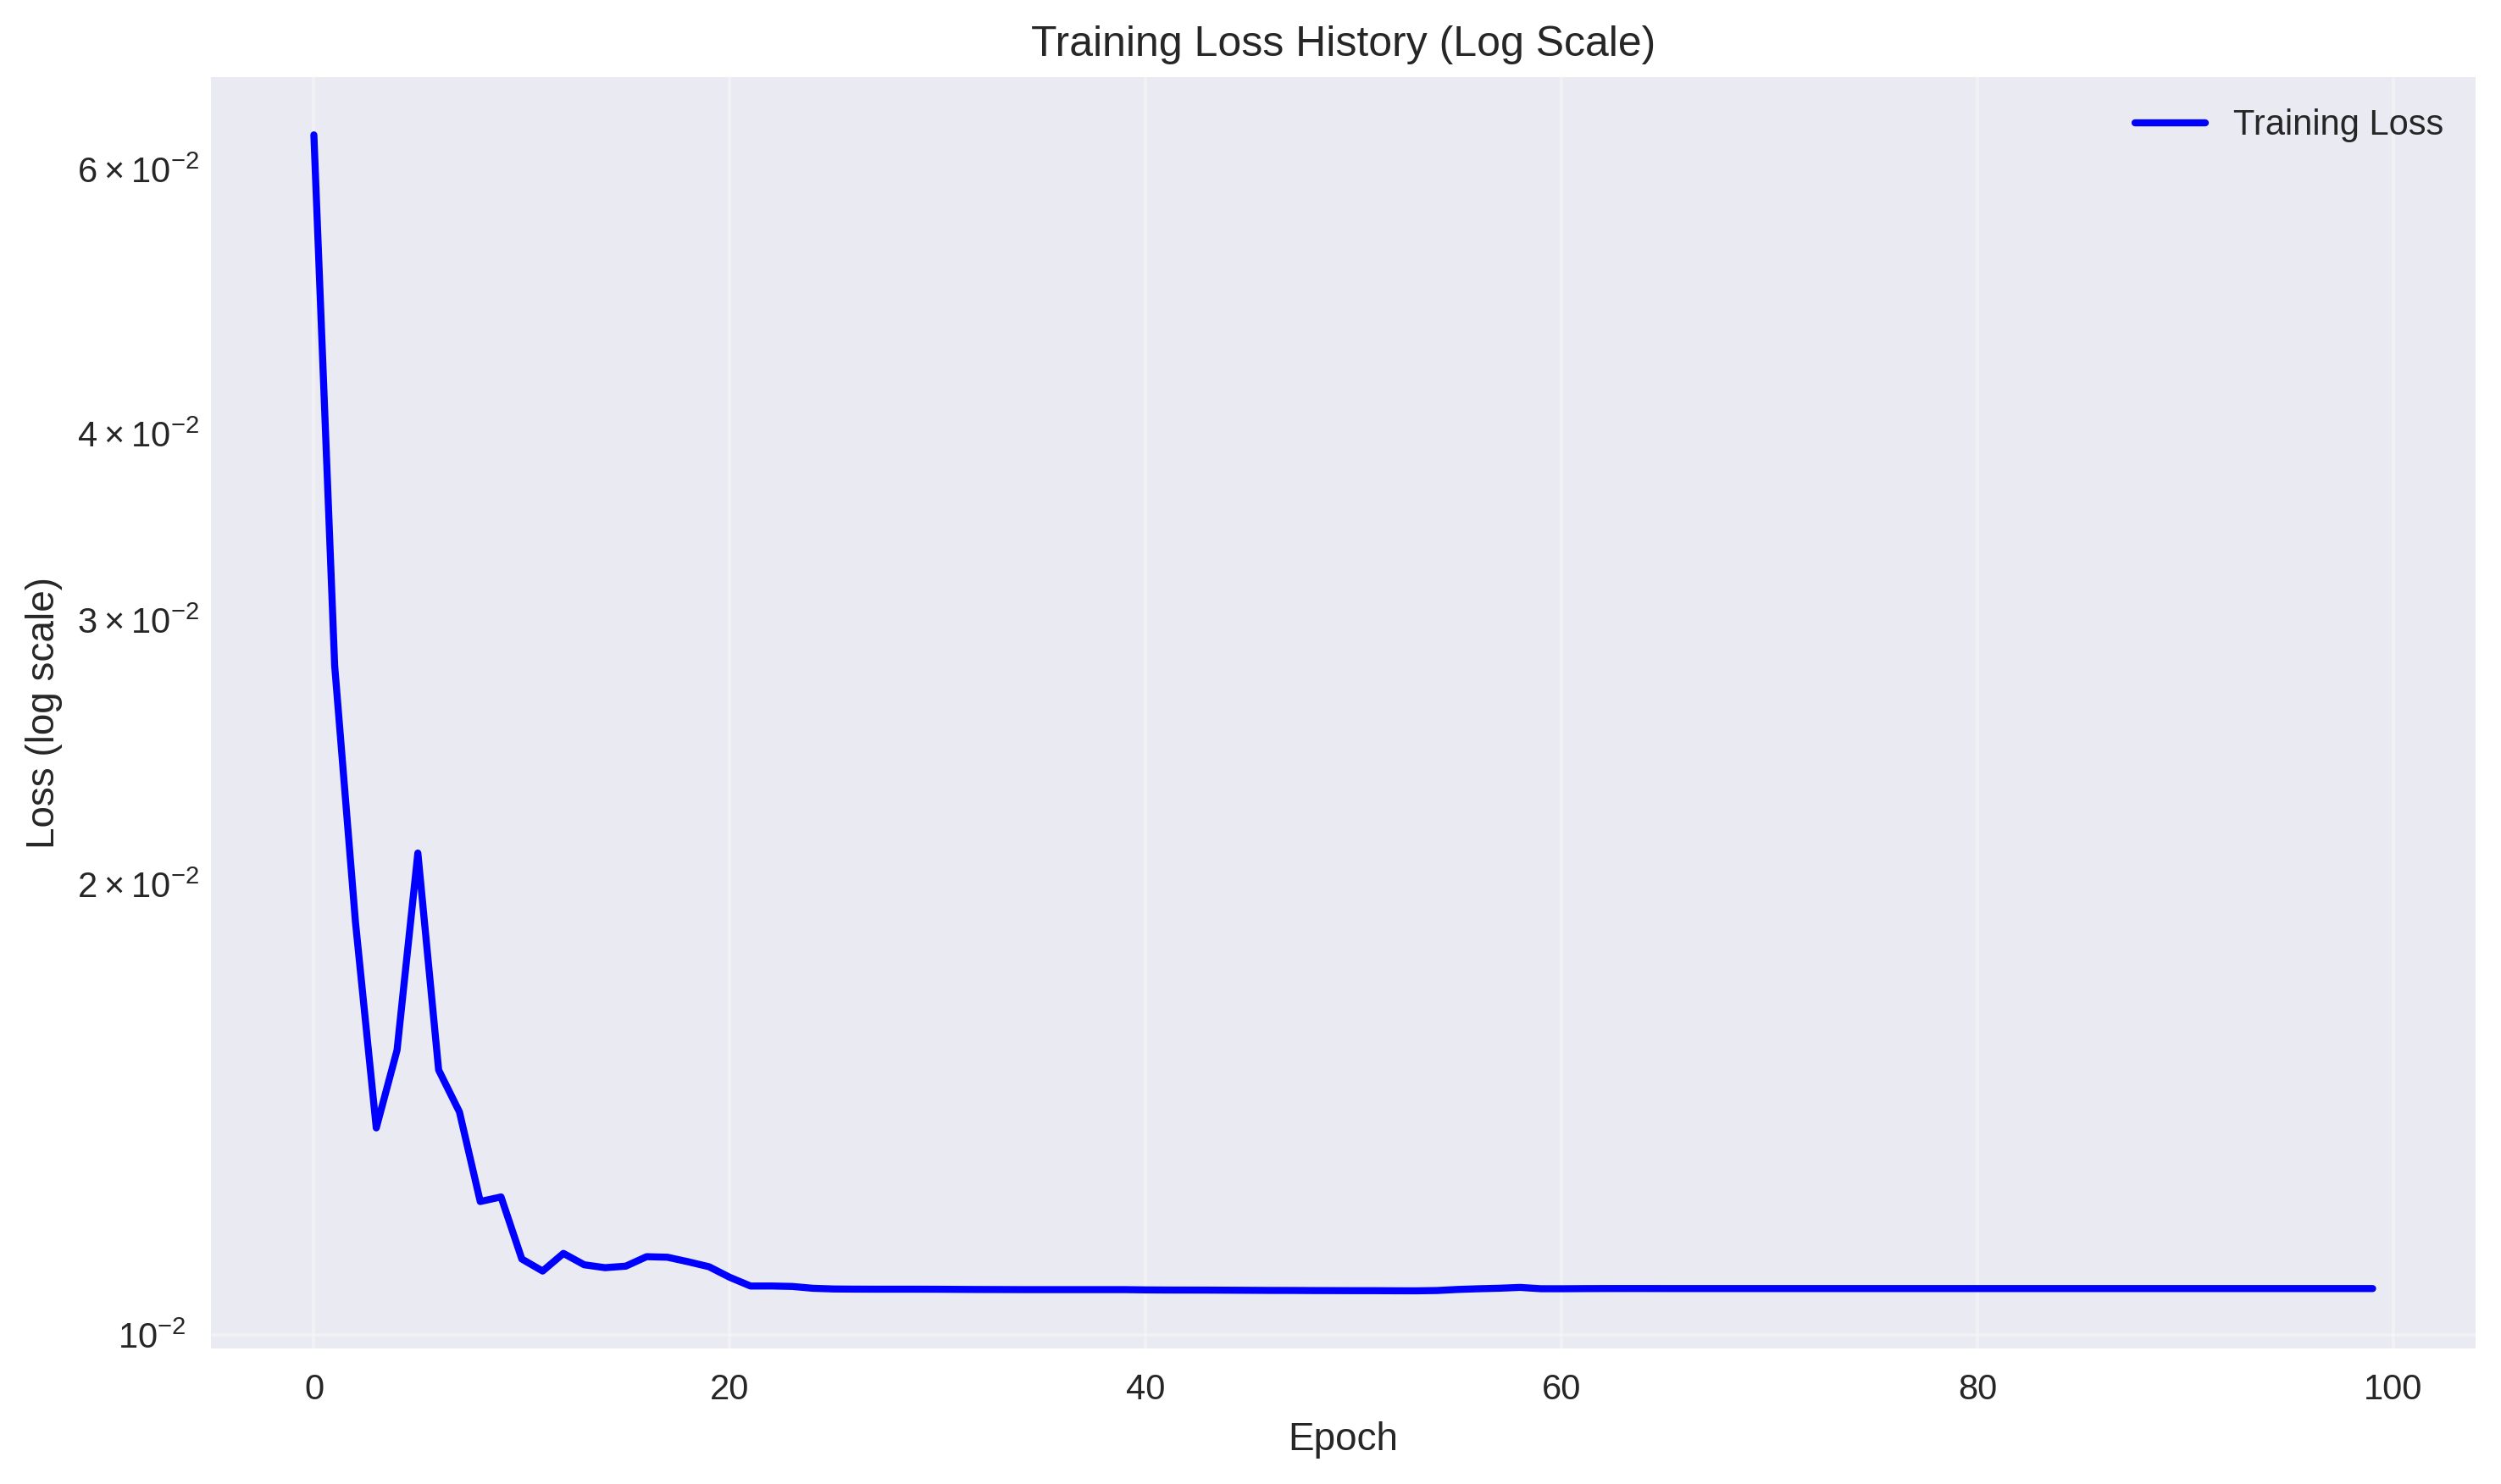 Training Loss History (Log Scale)
Training Loss
6 × 10⁻²
4 × 10⁻²
3 × 10⁻²
2 × 10⁻²
10⁻²
Loss (log scale)
0 20 40 60 80 100
Epoch